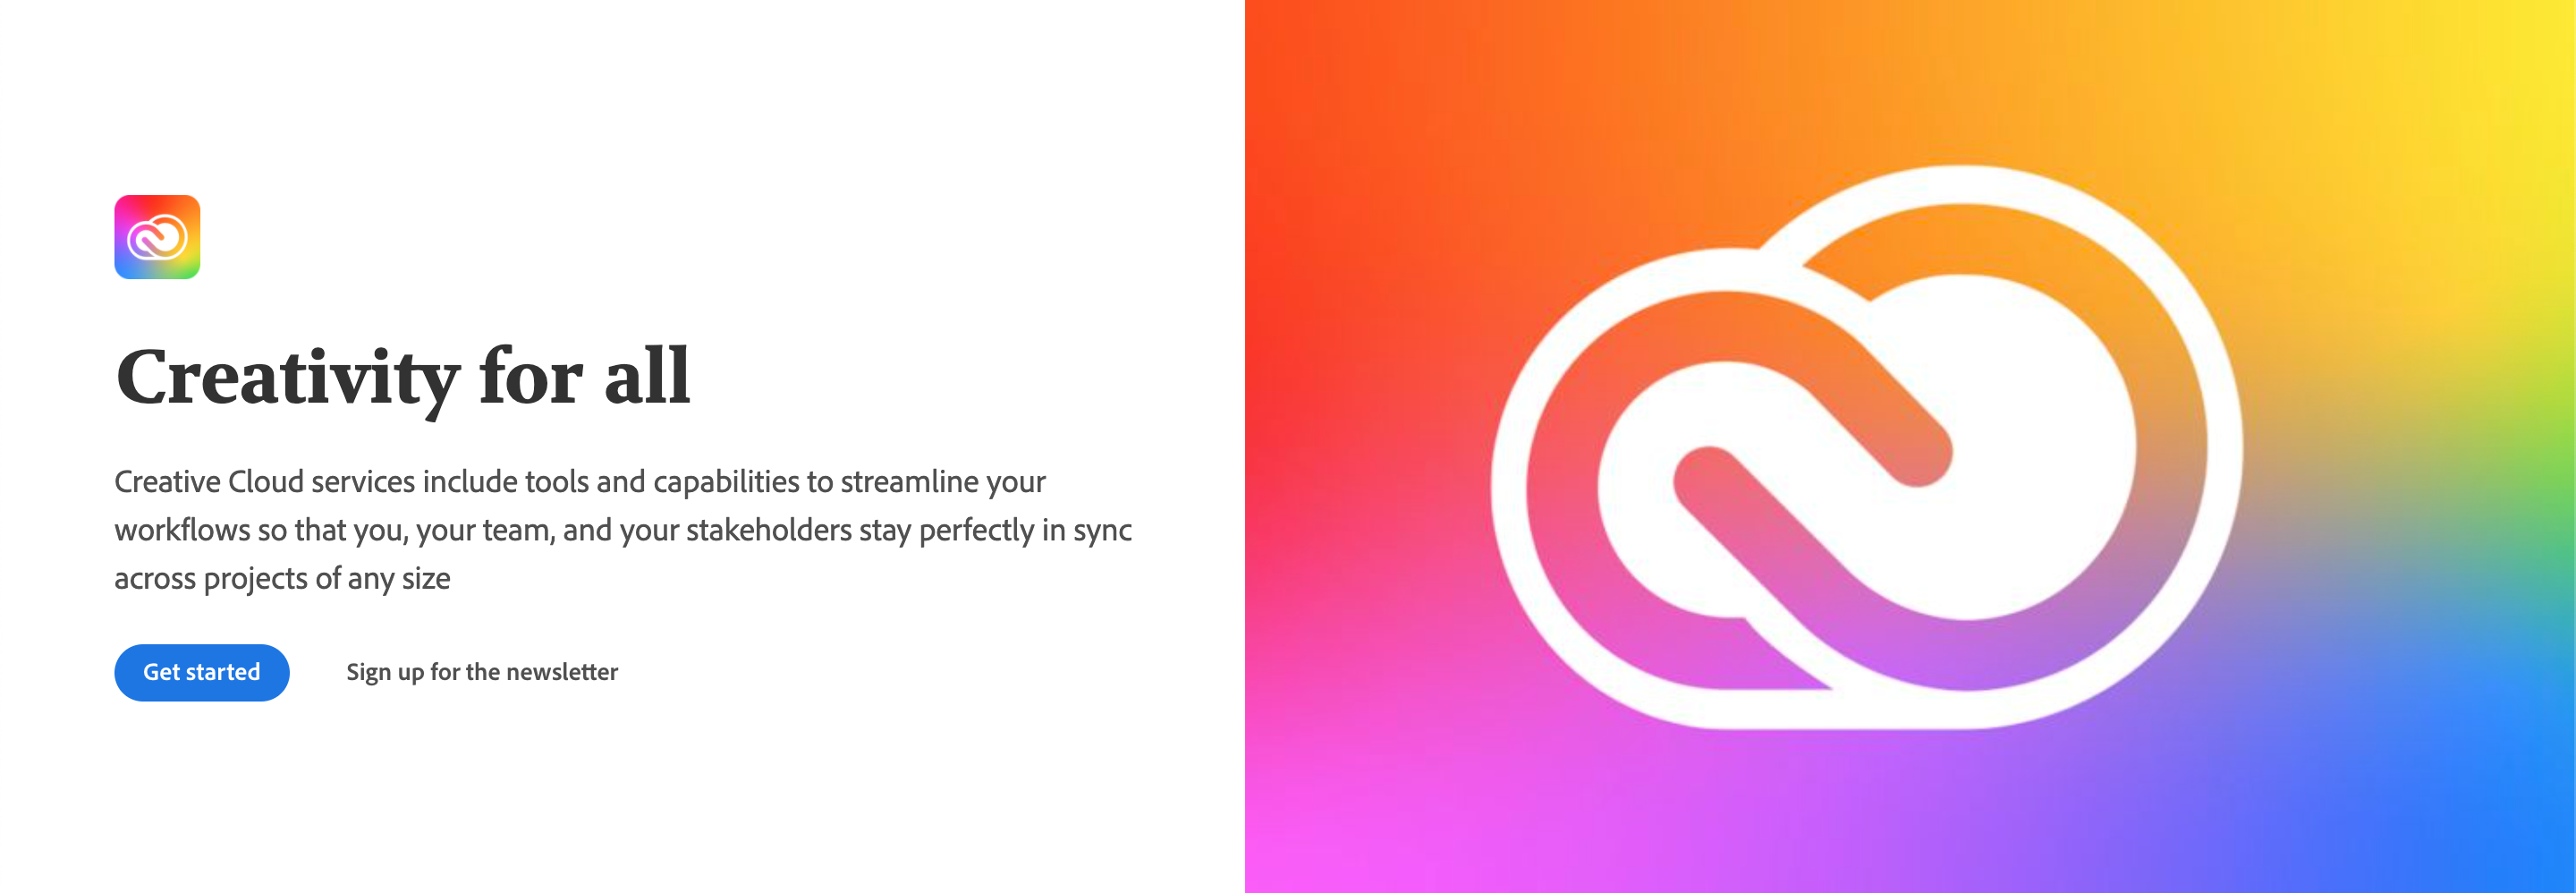 Creativity for all
Creative Cloud services include tools and capabilities to streamline your
workflows so that you, your team, and your stakeholders stay perfectly in sync
across projects of any size
Get started
Sign up for the newsletter